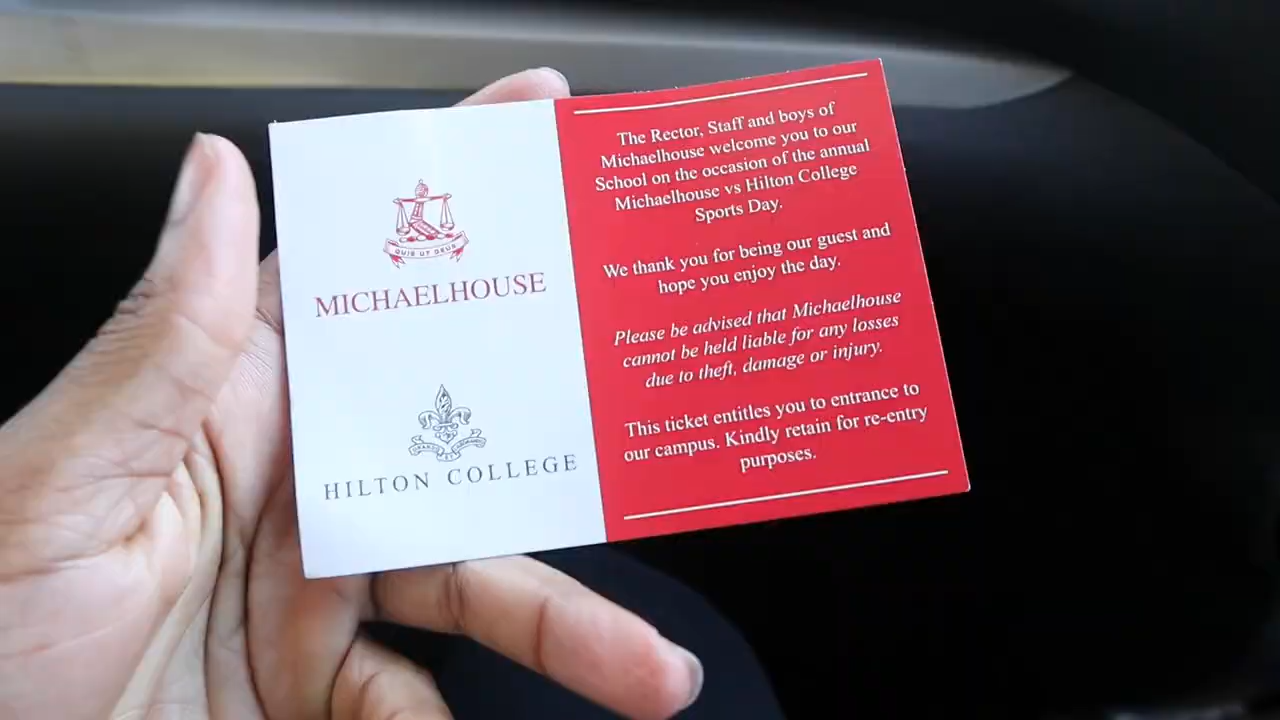 QUIS UT DEUS
MICHAELHOUSE
HILTON COLLEGE
The Rector, Staff and boys of
Michaelhouse welcome you to our
School on the occasion of the annual
Michaelhouse vs Hilton College
Sports Day.
We thank you for being our guest and
hope you enjoy the day.
Please be advised that Michaelhouse
cannot be held liable for any losses
due to theft, damage or injury.
This ticket entitles you to entrance to
our campus. Kindly retain for re-entry
purposes.